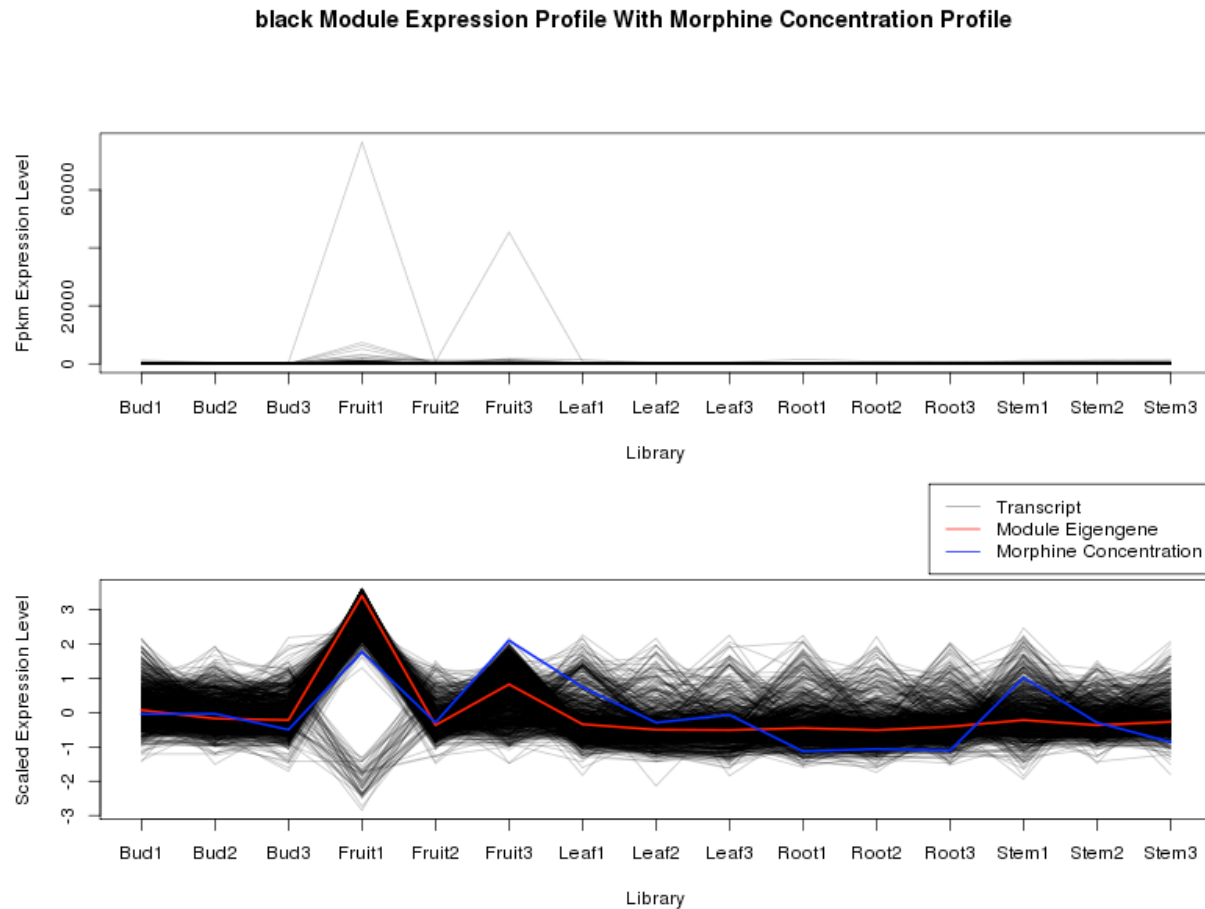 black Module Expression Profile With Morphine Concentration Profile
Fpkm Expression Level
60000
20000
0
Bud1 Bud2 Bud3 Fruit1 Fruit2 Fruit3 Leaf1 Leaf2 Leaf3 Root1 Root2 Root3 Stem1 Stem2 Stem3
Library
Transcript
Module Eigengene
Morphine Concentration
Scaled Expression Level
3
2
1
0
-1
-2
-3
Bud1 Bud2 Bud3 Fruit1 Fruit2 Fruit3 Leaf1 Leaf2 Leaf3 Root1 Root2 Root3 Stem1 Stem2 Stem3
Library